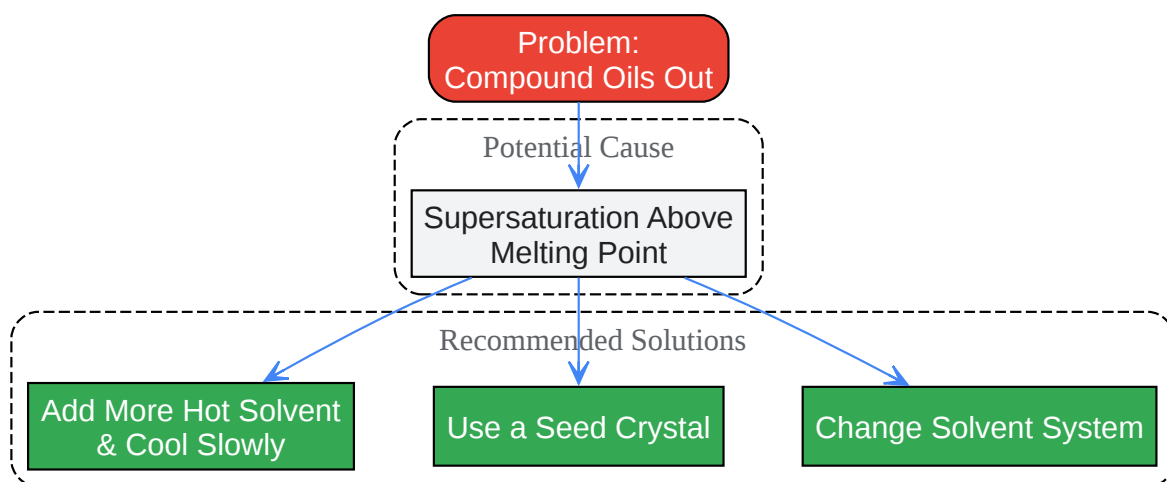 Problem:
Compound Oils Out
Potential Cause
Supersaturation Above
Melting Point
Recommended Solutions
Add More Hot Solvent
& Cool Slowly
Use a Seed Crystal
Change Solvent System